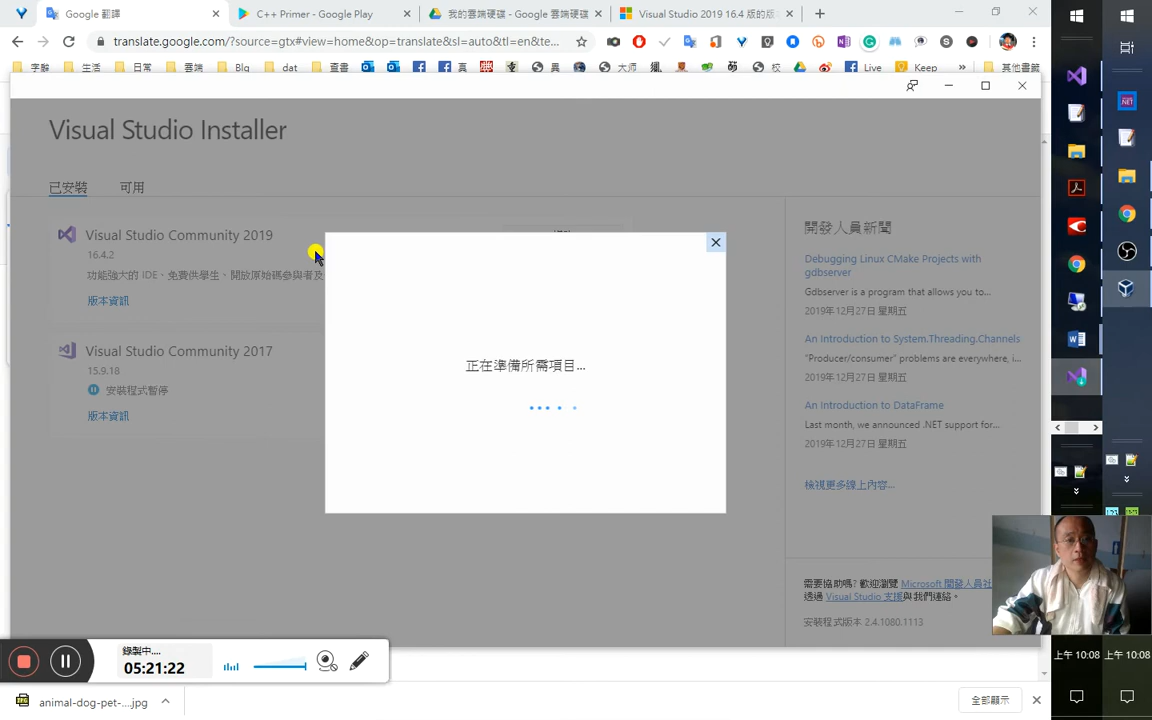 Google 翻譯
C++ Primer - Google Play
我的雲端硬碟 - Google 雲端硬碟
Visual Studio 2019 16.4 版的版
translate.google.com/?source=gtx#view=home&op=translate&sl=auto&tl=en&te...
字辭
生活
日常
雲端
Blg
dat
查書
真
異
大师
校
Live
Keep
其他書籤
Visual Studio Installer
已安裝
可用
Visual Studio Community 2019
16.4.2
功能強大的 IDE、免費供學生、開放原始碼參與者及
版本資訊
Visual Studio Community 2017
15.9.18
安裝程式暫停
版本資訊
正在準備所需項目...
開發人員新聞
Debugging Linux CMake Projects with
gdbserver
Gdbserver is a program that allows you to...
2019年12月27日 星期五
An Introduction to System.Threading.Channels
"Producer/consumer" problems are everywhere, i...
2019年12月27日 星期五
An Introduction to DataFrame
Last month, we announced .NET support for...
2019年12月27日 星期五
檢視更多線上內容...
需要協助嗎? 歡迎瀏覽 Microsoft 開發人員社
透過 Visual Studio 支援與我們連絡。
安裝程式版本 2.4.1080.1113
錄製中....
05:21:22
animal-dog-pet-....jpg
全部顯示
上午 10:08
上午 10:08